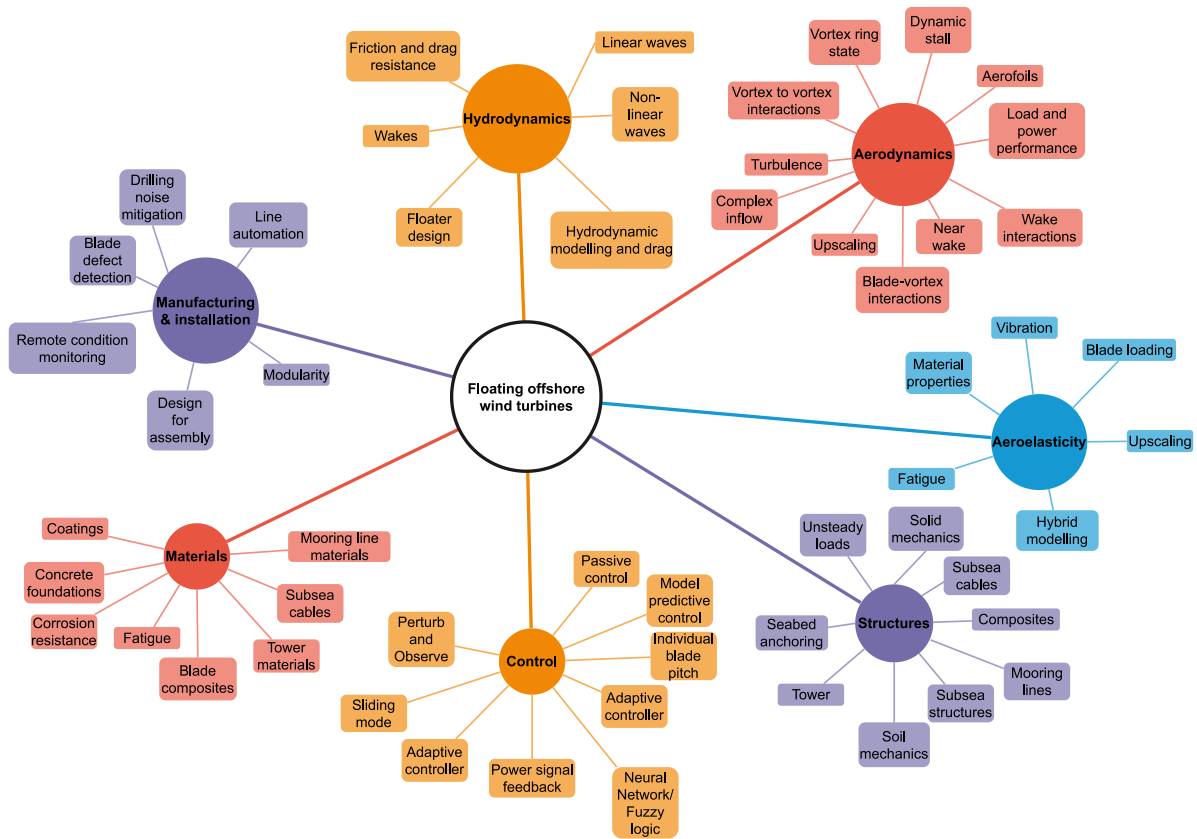 Friction and drag
resistance
Linear waves
Hydrodynamics
Non-
linear
waves
Wakes
Floater
design
Hydrodynamic
modelling and drag
Vortex ring
state
Dynamic
stall
Vortex to vortex
interactions
Aerofoils
Aerodynamics
Load and
power
performance
Turbulence
Complex
inflow
Upscaling
Near
wake
Wake
interactions
Blade-vortex
interactions
Drilling
noise
mitigation
Line
automation
Blade
defect
detection
Manufacturing
& installation
Remote condition
monitoring
Modularity
Design
for
assembly
Floating offshore
wind turbines
Vibration
Blade loading
Material
properties
Aeroelasticity
Upscaling
Fatigue
Hybrid
modelling
Coatings
Materials
Mooring line
materials
Concrete
foundations
Subsea
cables
Corrosion
resistance
Fatigue
Tower
materials
Blade
composites
Passive
control
Model
predictive
control
Perturb
and
Observe
Control
Individual
blade
pitch
Sliding
mode
Adaptive
controller
Adaptive
controller
Power signal
feedback
Neural
Network/
Fuzzy
logic
Unsteady
loads
Solid
mechanics
Subsea
cables
Seabed
anchoring
Structures
Composites
Tower
Mooring
lines
Subsea
structures
Soil
mechanics